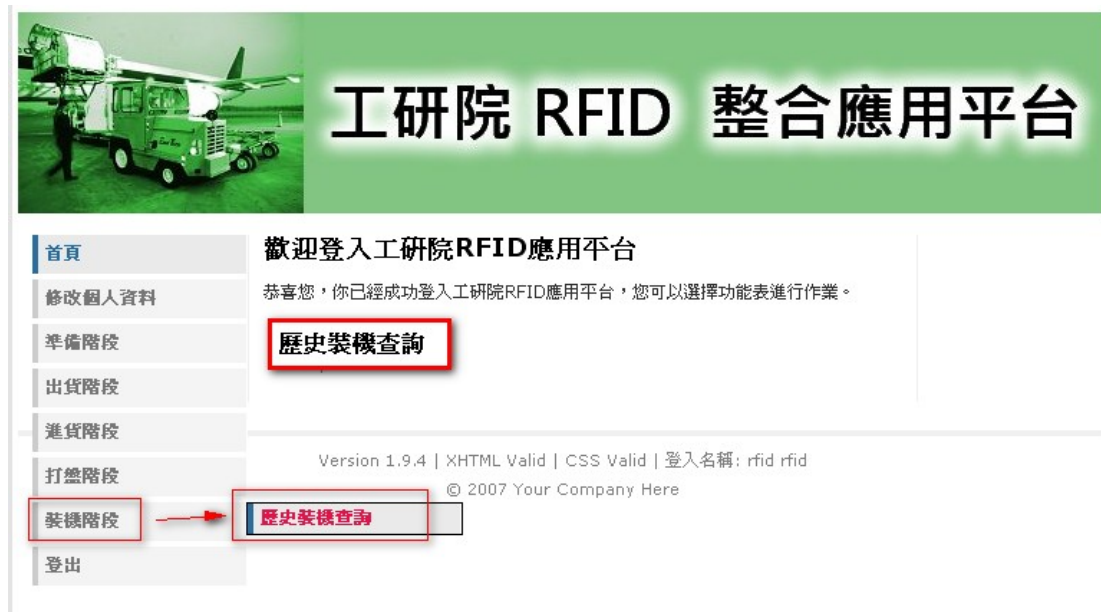 工研院 RFID 整合應用平台
首頁
修改個人資料
準備階段
出貨階段
進貨階段
打盤階段
裝機階段
登出
歡迎登入工研院RFID應用平台
恭喜您，你已經成功登入工研院RFID應用平台，您可以選擇功能表進行作業。
歷史裝機查詢
歷史裝機查詢
Version 1.9.4 | XHTML Valid | CSS Valid | 登入名稱: rfid rfid
© 2007 Your Company Here